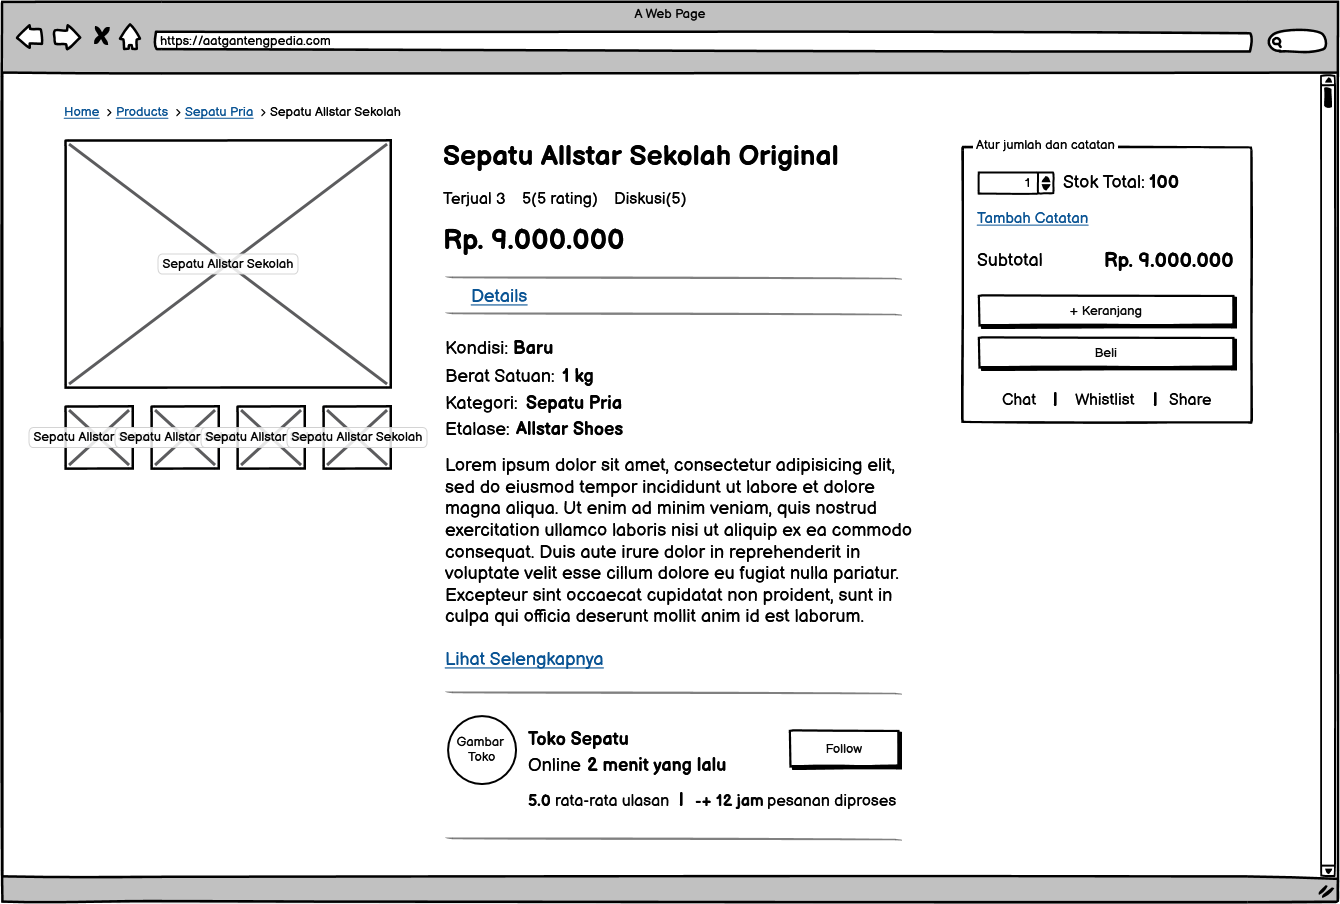 A Web Page
https://aatgantengpedia.com
Home > Products > Sepatu Pria > Sepatu Allstar Sekolah
Sepatu Allstar Sekolah
Sepatu Allstar
Sepatu Allstar
Sepatu Allstar
Sepatu Allstar Sekolah
Sepatu Allstar Sekolah Original
Terjual 3 5(5 rating) Diskusi(5)
Rp. 9.000.000
Details
Kondisi: Baru
Berat Satuan: 1 kg
Kategori: Sepatu Pria
Etalase: Allstar Shoes
Lorem ipsum dolor sit amet, consectetur adipisicing elit,
sed do eiusmod tempor incididunt ut labore et dolore
magna aliqua. Ut enim ad minim veniam, quis nostrud
exercitation ullamco laboris nisi ut aliquip ex ea commodo
consequat. Duis aute irure dolor in reprehenderit in
voluptate velit esse cillum dolore eu fugiat nulla pariatur.
Excepteur sint occaecat cupidatat non proident, sunt in
culpa qui officia deserunt mollit anim id est laborum.
Lihat Selengkapnya
Gambar
Toko
Toko Sepatu
Online 2 menit yang lalu
Follow
5.0 rata-rata ulasan | -+ 12 jam pesanan diproses
Atur jumlah dan catatan
1 Stok Total: 100
Tambah Catatan
Subtotal Rp. 9.000.000
+ Keranjang
Beli
Chat | Whistlist | Share